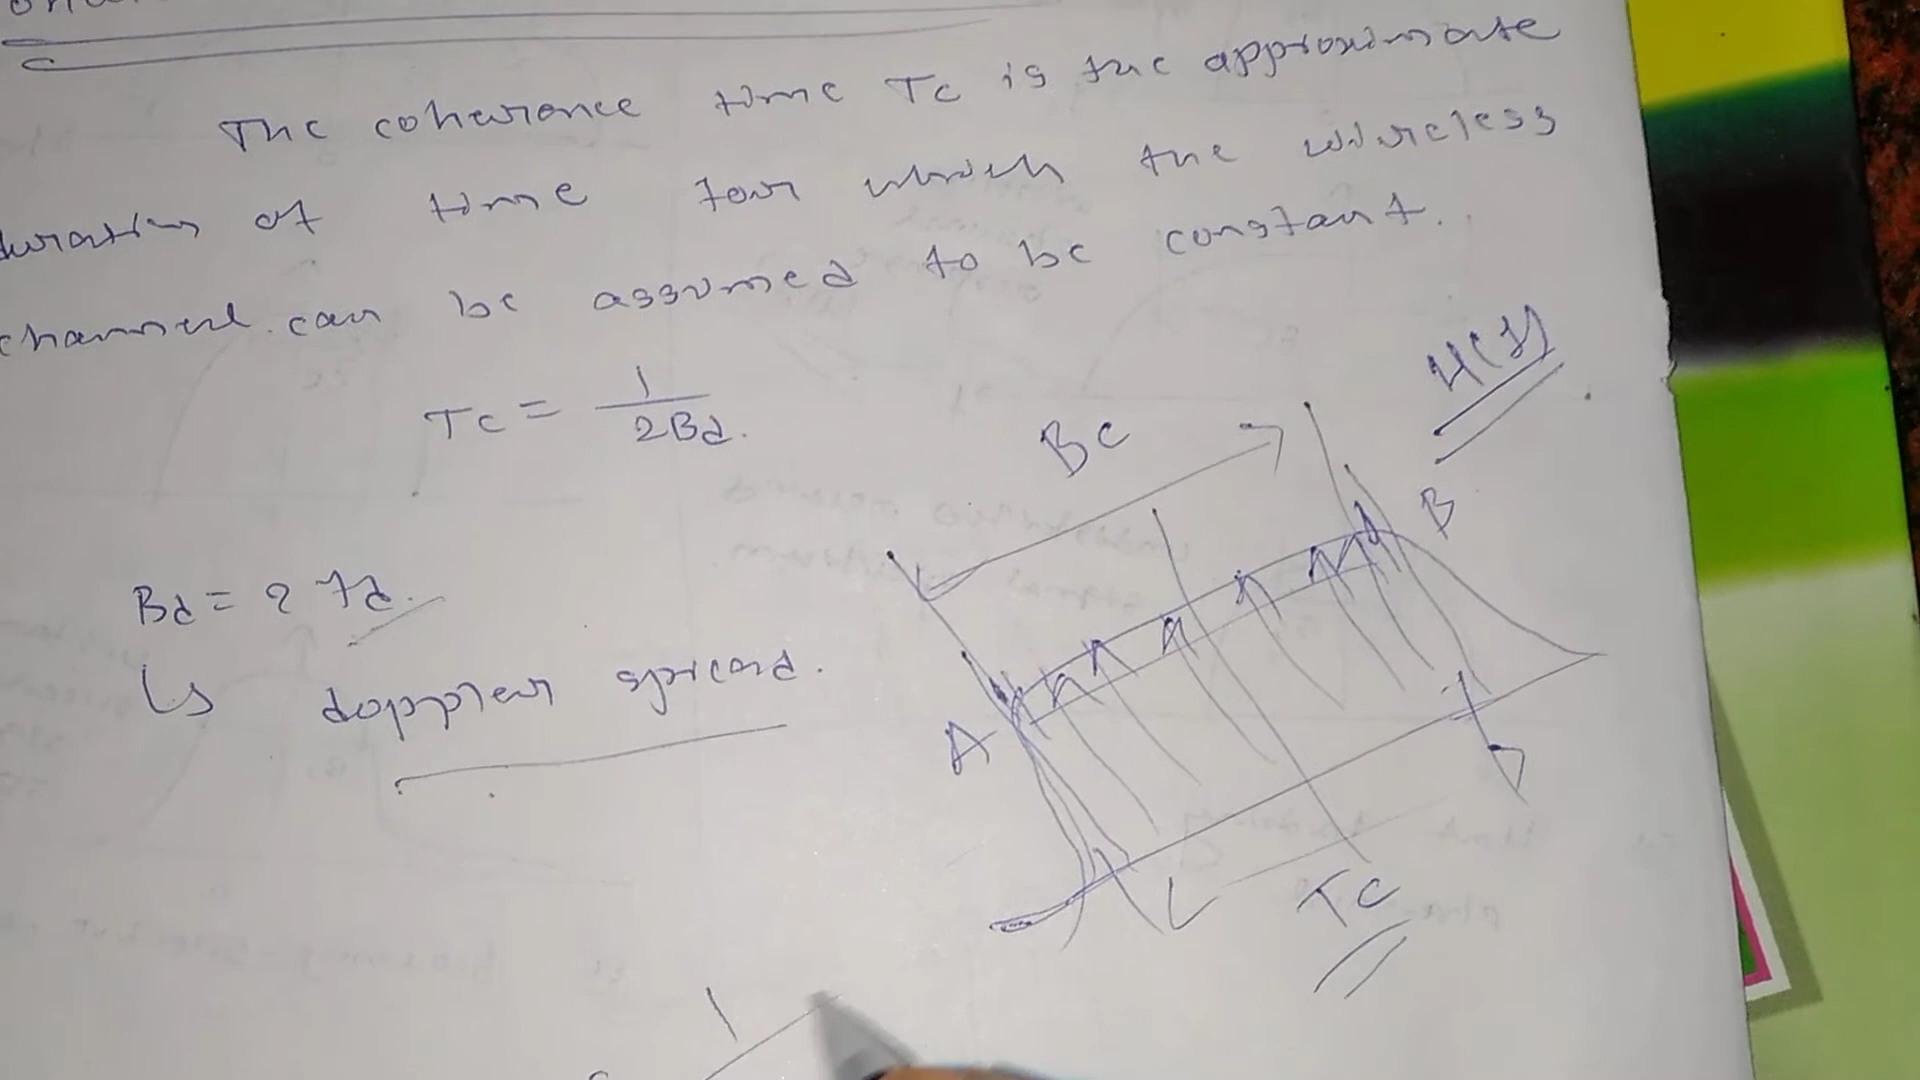 The coherence time Tc is the approximate
duration of time for which the wireless
channel can be assumed to be constant.
Tc = 1/2Bd.
H(f)
Bc
B
Bd = 2 fd.
↳ doppler spread.
A
Tc
1